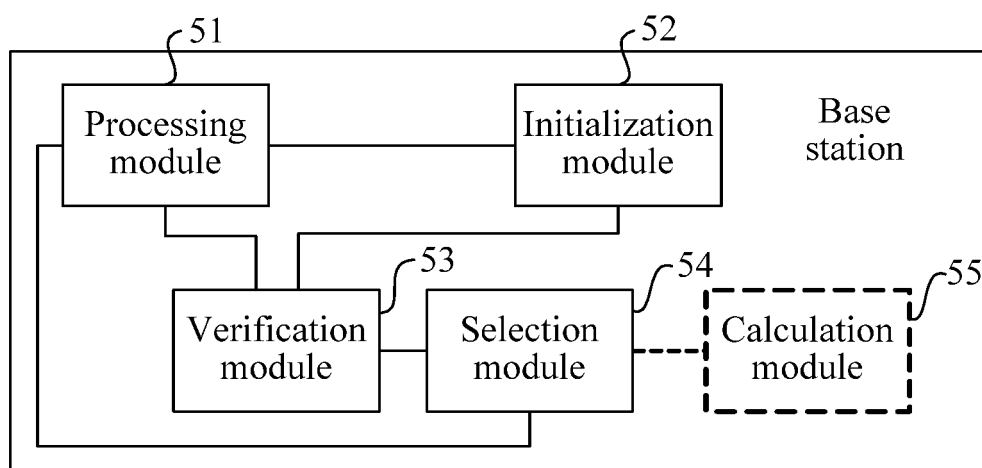 51
52
Processing
module
Initialization
module
Base
station
53
54
55
Verification
module
Selection
module
Calculation
module